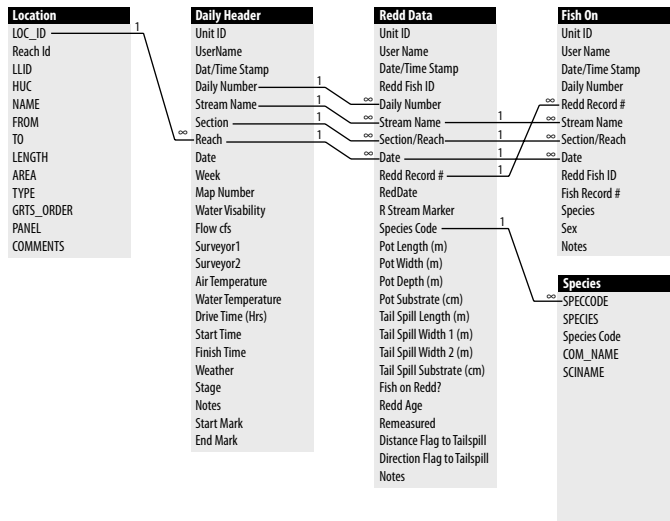 Location
LOC_ID
Reach Id
LLID
HUC
NAME
FROM
TO
LENGTH
AREA
TYPE
GRTS_ORDER
PANEL
COMMENTS
1
∞
Daily Header
Unit ID
UserName
Dat/Time Stamp
Daily Number
Stream Name
Section
Reach
Date
Week
Map Number
Water Visability
Flow cfs
Surveyor1
Surveyor2
Air Temperature
Water Temperature
Drive Time (Hrs)
Start Time
Finish Time
Weather
Stage
Notes
Start Mark
End Mark
1
1
1
1
∞
∞
∞
∞
Redd Data
Unit ID
User Name
Date/Time Stamp
Redd Fish ID
Daily Number
Stream Name
Section/Reach
Date
Redd Record #
RedDate
R Stream Marker
Species Code
Pot Length (m)
Pot Width (m)
Pot Depth (m)
Pot Substrate (cm)
Tail Spill Length (m)
Tail Spill Width 1 (m)
Tail Spill Width 2 (m)
Tail Spill Substrate (cm)
Fish on Redd?
Redd Age
Remeasured
Distance Flag to Tailspill
Direction Flag to Tailspill
Notes
1
1
1
1
1
∞
∞
∞
∞
∞
Fish On
Unit ID
User Name
Date/Time Stamp
Daily Number
Redd Record #
Stream Name
Section/Reach
Date
Redd Fish ID
Fish Record #
Species
Sex
Notes
Species
SPECCODE
SPECIES
Species Code
COM_NAME
SCINAME